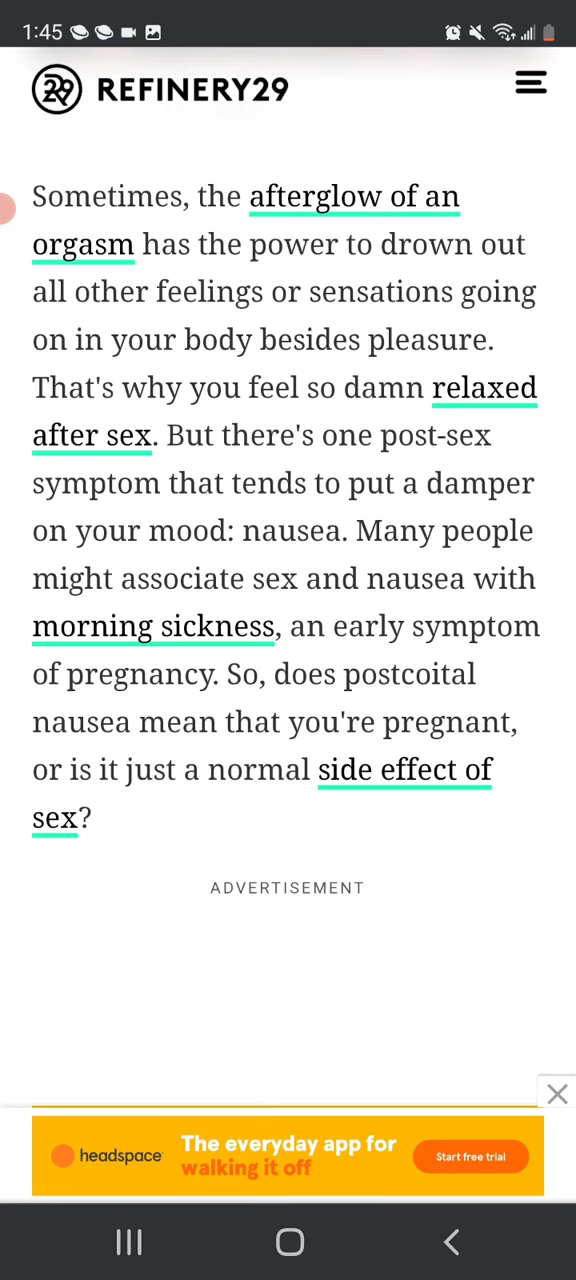 1:45
29 REFINERY29
Sometimes, the afterglow of an
orgasm has the power to drown out
all other feelings or sensations going
on in your body besides pleasure.
That's why you feel so damn relaxed
after sex. But there's one post-sex
symptom that tends to put a damper
on your mood: nausea. Many people
might associate sex and nausea with
morning sickness, an early symptom
of pregnancy. So, does postcoital
nausea mean that you're pregnant,
or is it just a normal side effect of
sex?
ADVERTISEMENT
headspace
The everyday app for
walking it off
Start free trial